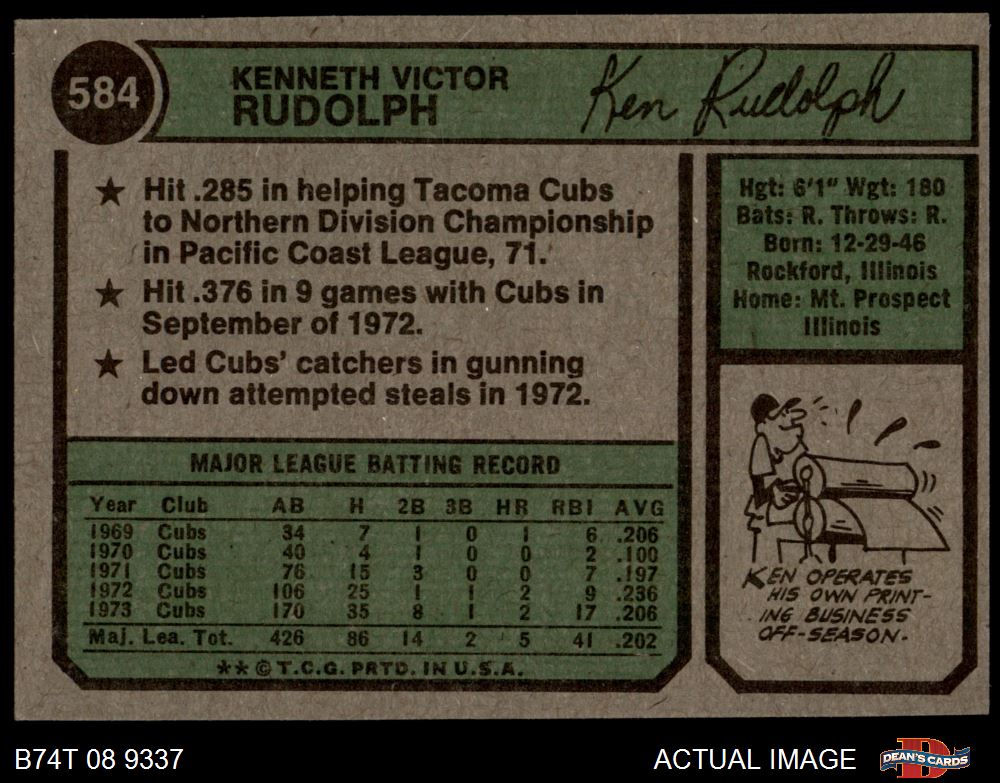 584
KENNETH VICTOR
RUDOLPH
Ken Rudolph
★ Hit .285 in helping Tacoma Cubs
to Northern Division Championship
in Pacific Coast League, 71.
★ Hit .376 in 9 games with Cubs in
September of 1972.
★ Led Cubs' catchers in gunning
down attempted steals in 1972.
MAJOR LEAGUE BATTING RECORD
Year Club AB H 2B 3B HR RBI AVG
1969 Cubs 34 7 1 0 1 6 .206
1970 Cubs 40 4 1 0 0 2 .100
1971 Cubs 76 15 3 0 0 7 .197
1972 Cubs 106 25 1 1 2 9 .236
1973 Cubs 170 35 8 1 2 17 .206
Maj. Lea. Tot. 426 86 14 2 5 41 .202
**© T.C.G. PRTD. IN U.S.A.
Hgt: 6'1" Wgt: 180
Bats: R. Throws: R.
Born: 12-29-46
Rockford, Illinois
Home: Mt. Prospect
Illinois
KEN OPERATES
HIS OWN PRINT-
ING BUSINESS
OFF-SEASON.
B74T 08 9337
ACTUAL IMAGE
D
DEAN'S CARDS